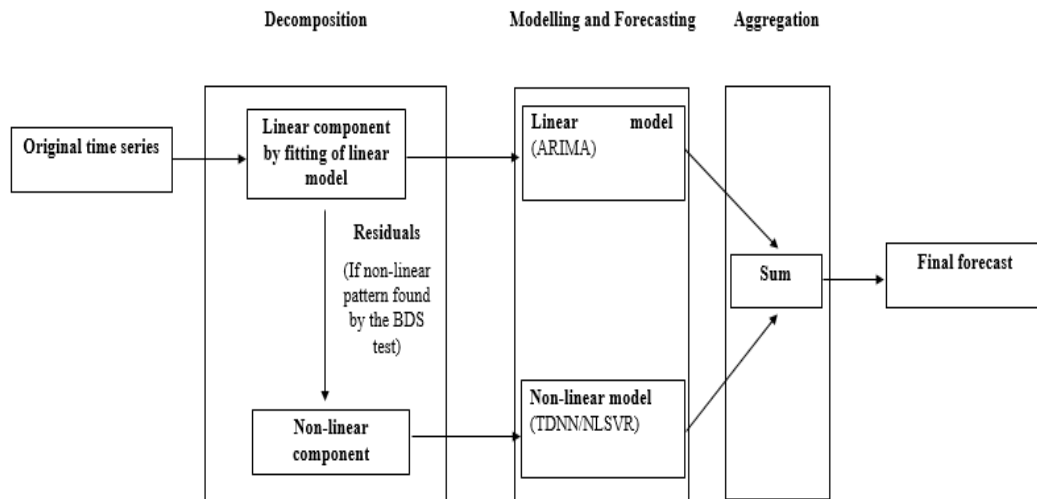 Decomposition
Modelling and Forecasting
Aggregation
Original time series
Linear component
by fitting of linear
model
Linear model
(ARIMA)
Residuals
(If non-linear
pattern found
by the BDS
test)
Sum
Final forecast
Non-linear
component
Non-linear model
(TDNN/NLSVR)